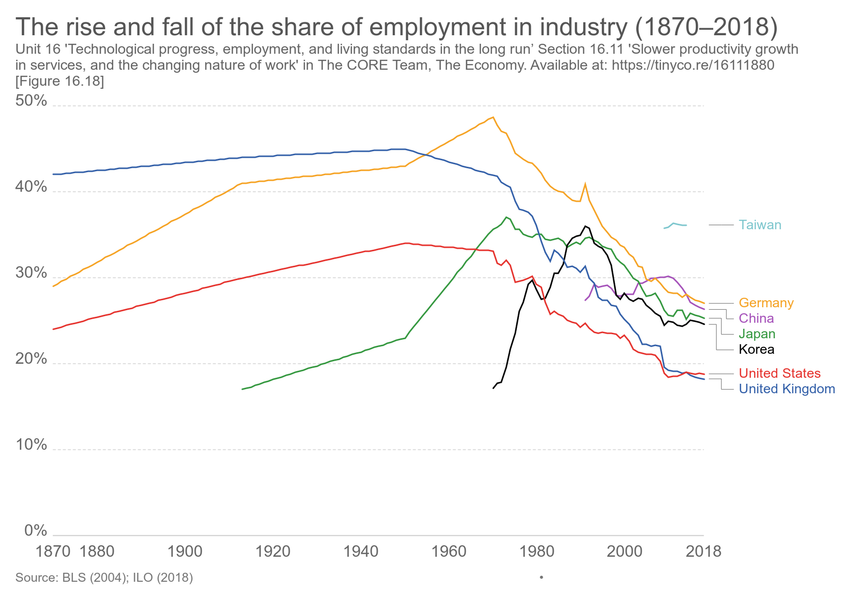 The rise and fall of the share of employment in industry (1870–2018)
Unit 16 'Technological progress, employment, and living standards in the long run' Section 16.11 'Slower productivity growth
in services, and the changing nature of work' in The CORE Team, The Economy. Available at: https://tinyco.re/16111880
[Figure 16.18]
50%
40%
30%
20%
10%
0%
Taiwan
Germany
China
Japan
Korea
United States
United Kingdom
1870 1880 1900 1920 1940 1960 1980 2000 2018
Source: BLS (2004); ILO (2018)